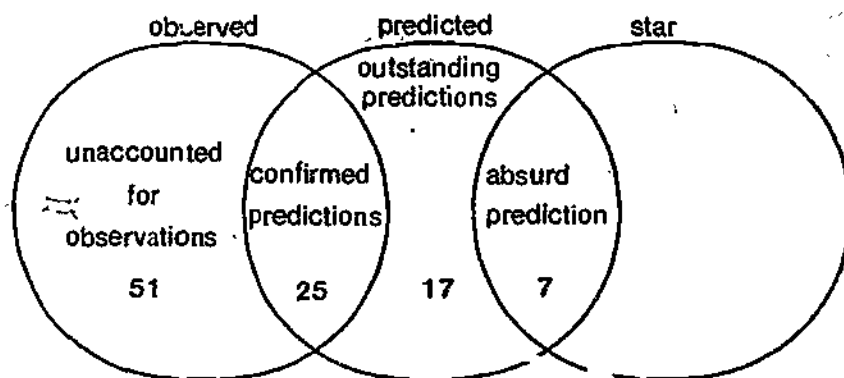 observed predicted star
outstanding
predictions
unaccounted
for
observations
confirmed
predictions
absurd
prediction
51 25 17 7